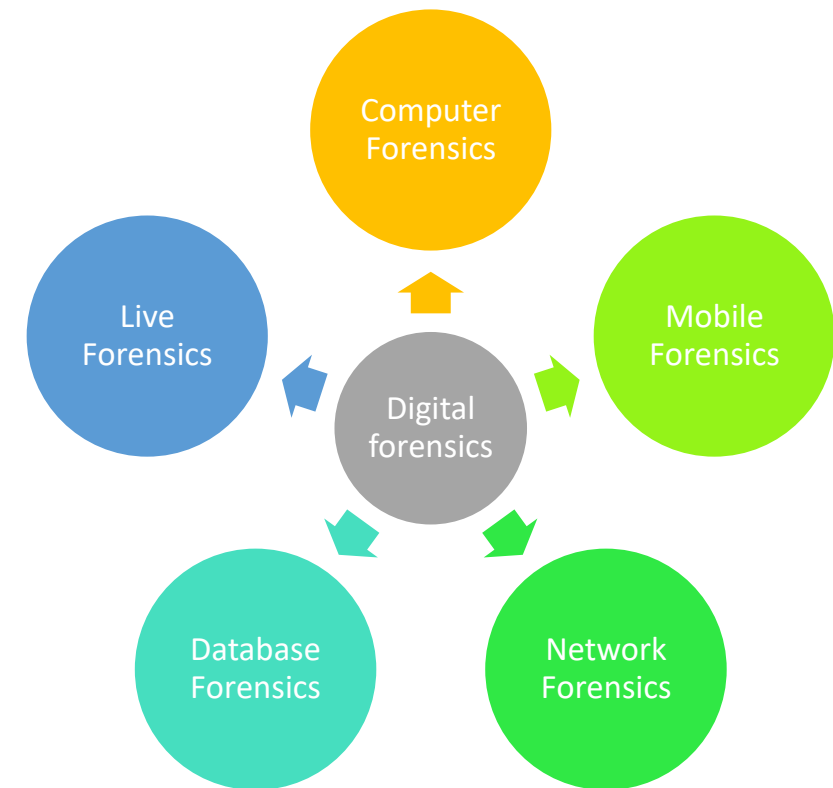 Computer
Forensics
Live
Forensics
Mobile
Forensics
Digital
forensics
Database
Forensics
Network
Forensics